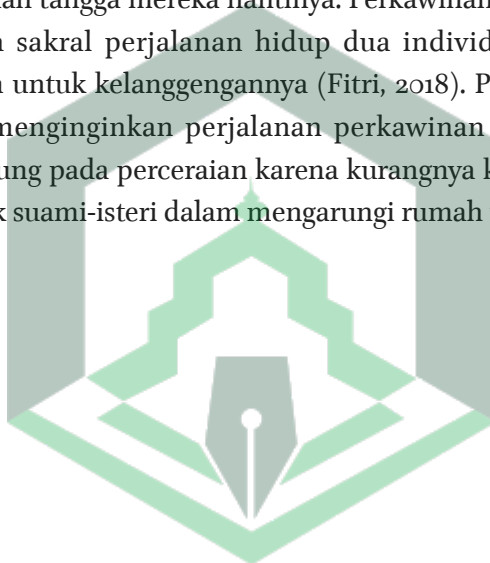 tangga mereka nantinya. Perkawinan
sakral perjalanan hidup dua individ
untuk kelanggengannya (Fitri, 2018). P
menginginkan perjalanan perkawinan
ung pada perceraian karena kurangnya k
k suami-isteri dalam mengarungi rumah